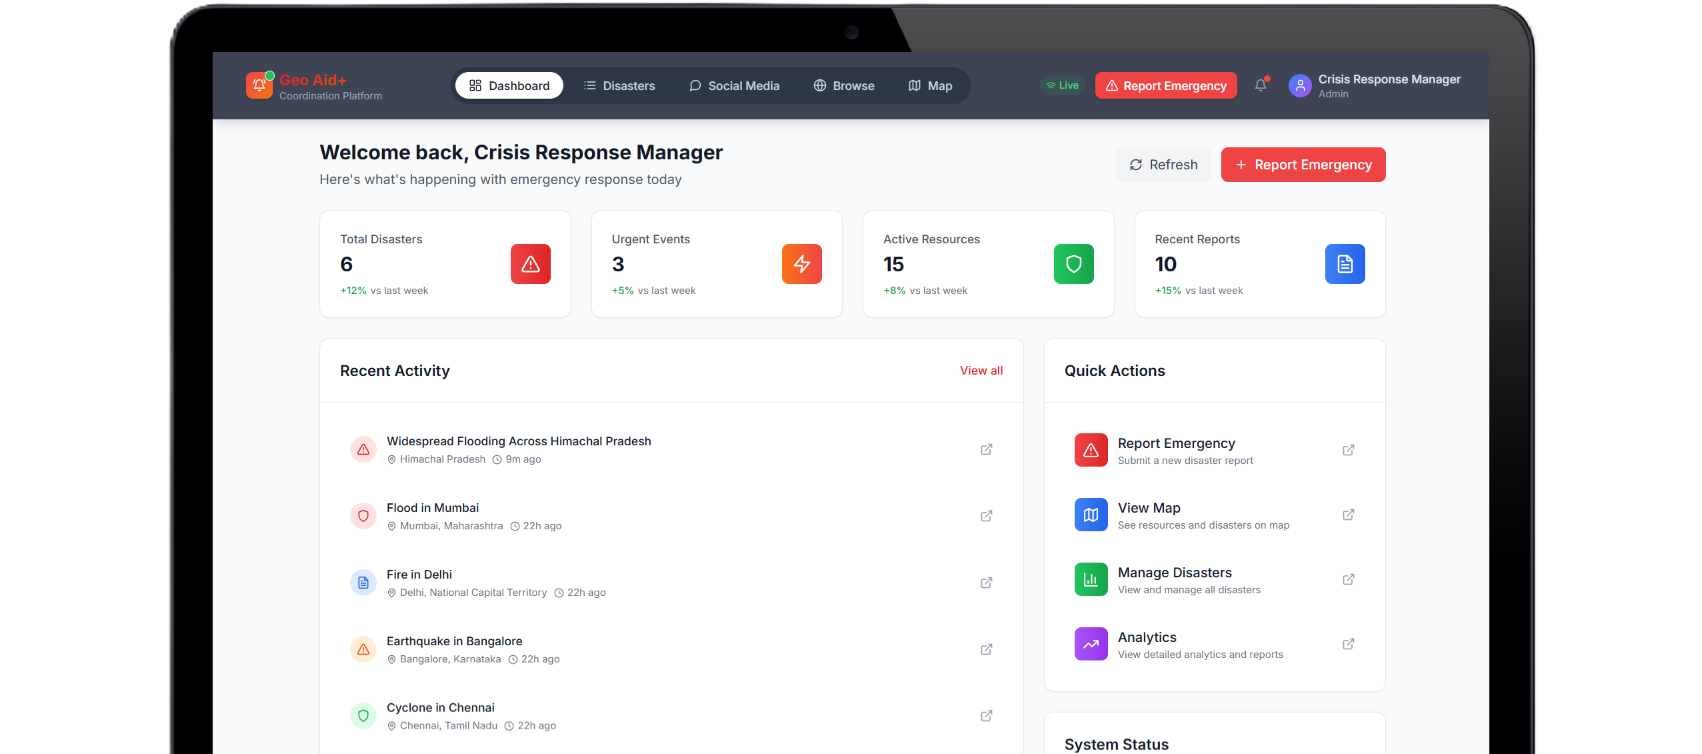 Geo Aid+
Coordination Platform
Dashboard
Disasters
Social Media
Browse
Map
Live
Report Emergency
Crisis Response Manager
Admin
Welcome back, Crisis Response Manager
Here's what's happening with emergency response today
Refresh
+ Report Emergency
Total Disasters
6
+12% vs last week
Urgent Events
3
+5% vs last week
Active Resources
15
+8% vs last week
Recent Reports
10
+15% vs last week
Recent Activity
View all
Widespread Flooding Across Himachal Pradesh
Himachal Pradesh 9m ago
Flood in Mumbai
Mumbai, Maharashtra 22h ago
Fire in Delhi
Delhi, National Capital Territory 22h ago
Earthquake in Bangalore
Bangalore, Karnataka 22h ago
Cyclone in Chennai
Chennai, Tamil Nadu 22h ago
Quick Actions
Report Emergency
Submit a new disaster report
View Map
See resources and disasters on map
Manage Disasters
View and manage all disasters
Analytics
View detailed analytics and reports
System Status